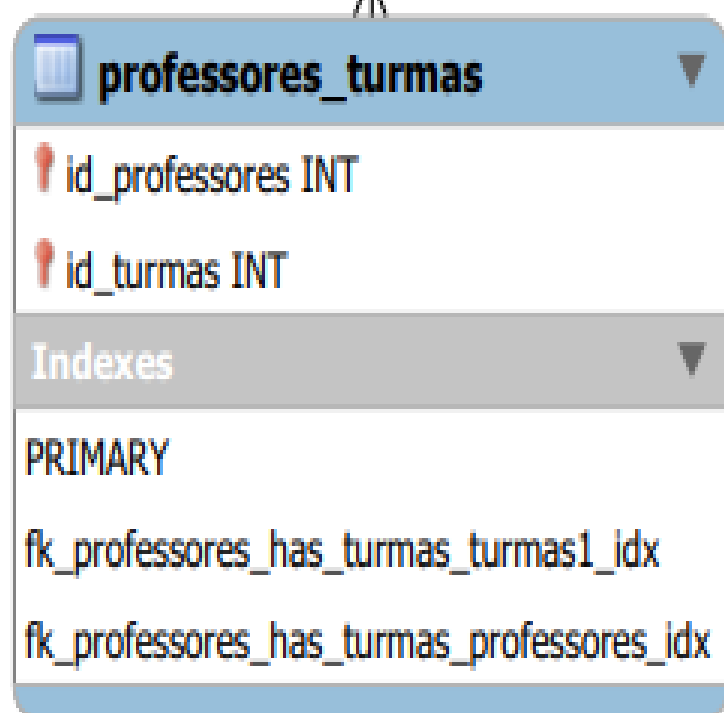 professores_turmas
id_professores INT
id_turmas INT
Indexes
PRIMARY
fk_professores_has_turmas_turmas1_idx
fk_professores_has_turmas_professores_idx